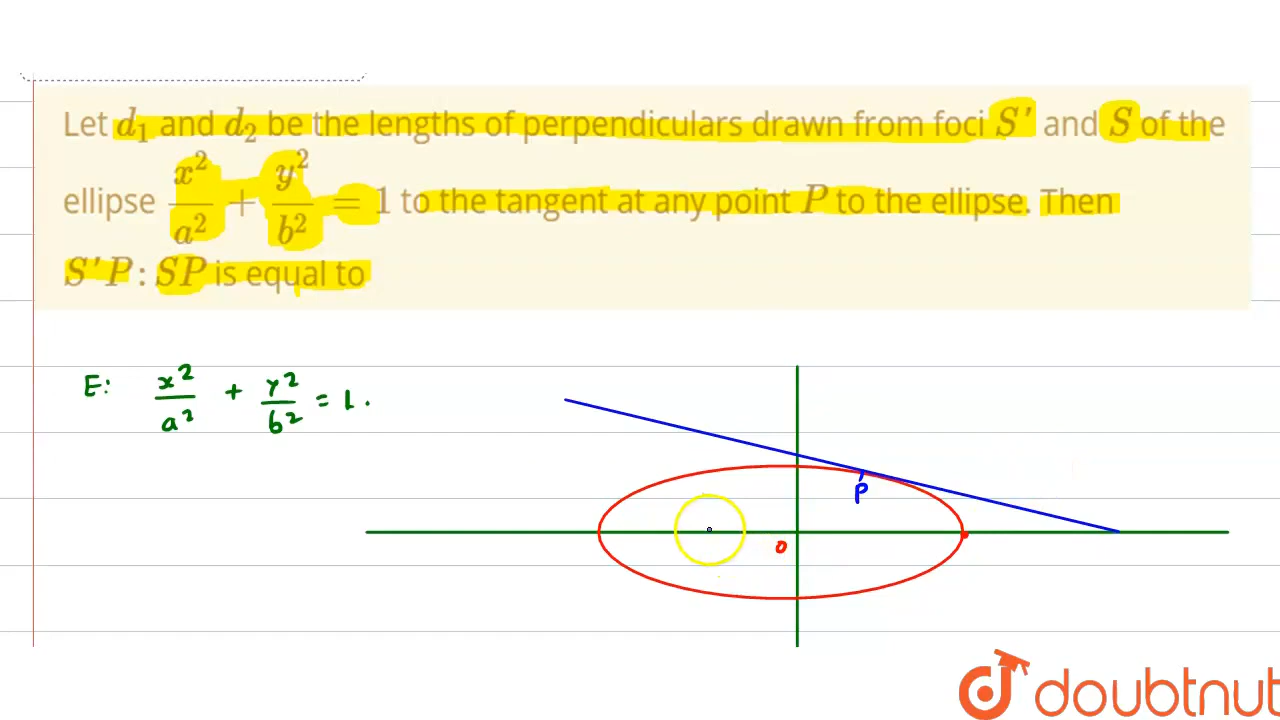 Let d₁ and d₂ be the lengths of perpendiculars drawn from foci S' and S of the
ellipse x²/a² + y²/b² = 1 to the tangent at any point P to the ellipse. Then
S'P : SP is equal to
E: x²/a² + y²/b² = 1.
P
O
doubtnut